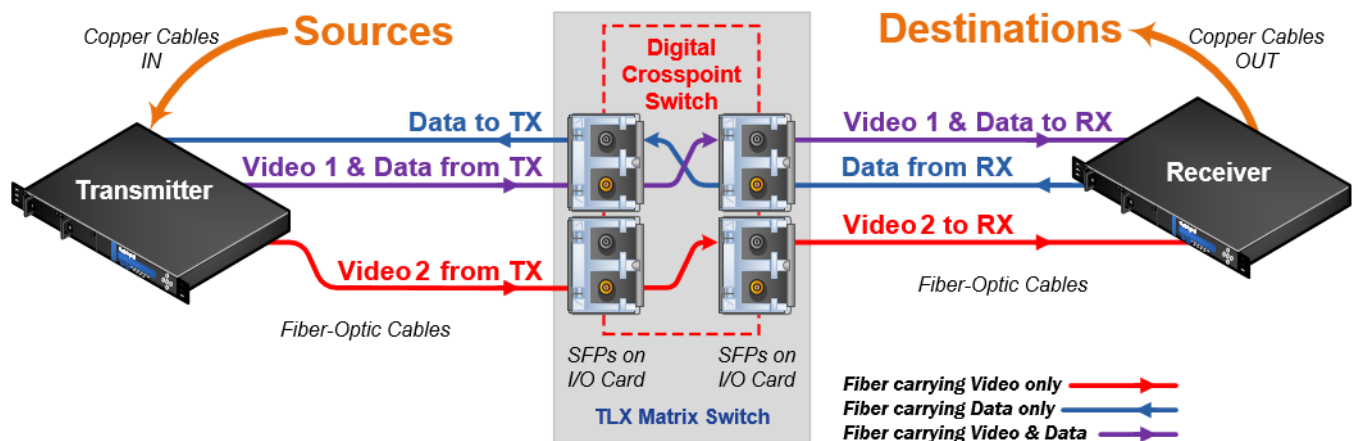 Copper Cables
IN
Sources
Destinations
Copper Cables
OUT
Digital
Crosspoint
Switch
Data to TX
Video 1 & Data from TX
Video 2 from TX
Video 1 & Data to RX
Data from RX
Video 2 to RX
Transmitter
Receiver
Fiber-Optic Cables
Fiber-Optic Cables
SFPs on
I/O Card
SFPs on
I/O Card
TLX Matrix Switch
Fiber carrying Video only
Fiber carrying Data only
Fiber carrying Video & Data